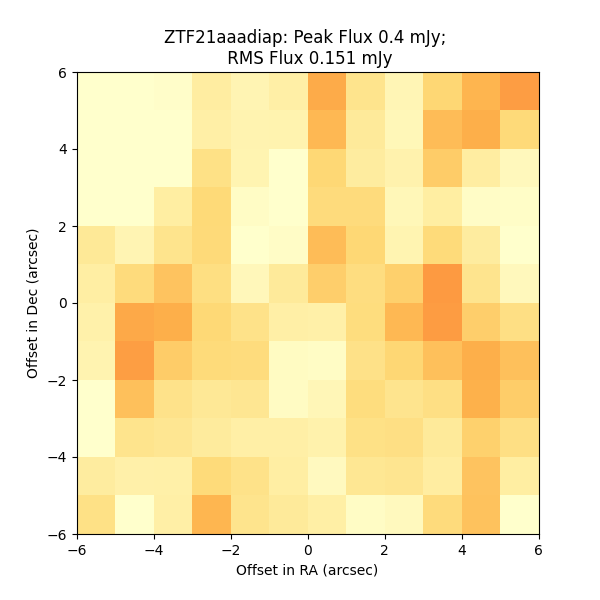 ZTF21aaadiap: Peak Flux 0.4 mJy;
RMS Flux 0.151 mJy
6
4
2
0
−2
−4
−6
Offset in Dec (arcsec)
−6 −4 −2 0 2 4 6
Offset in RA (arcsec)